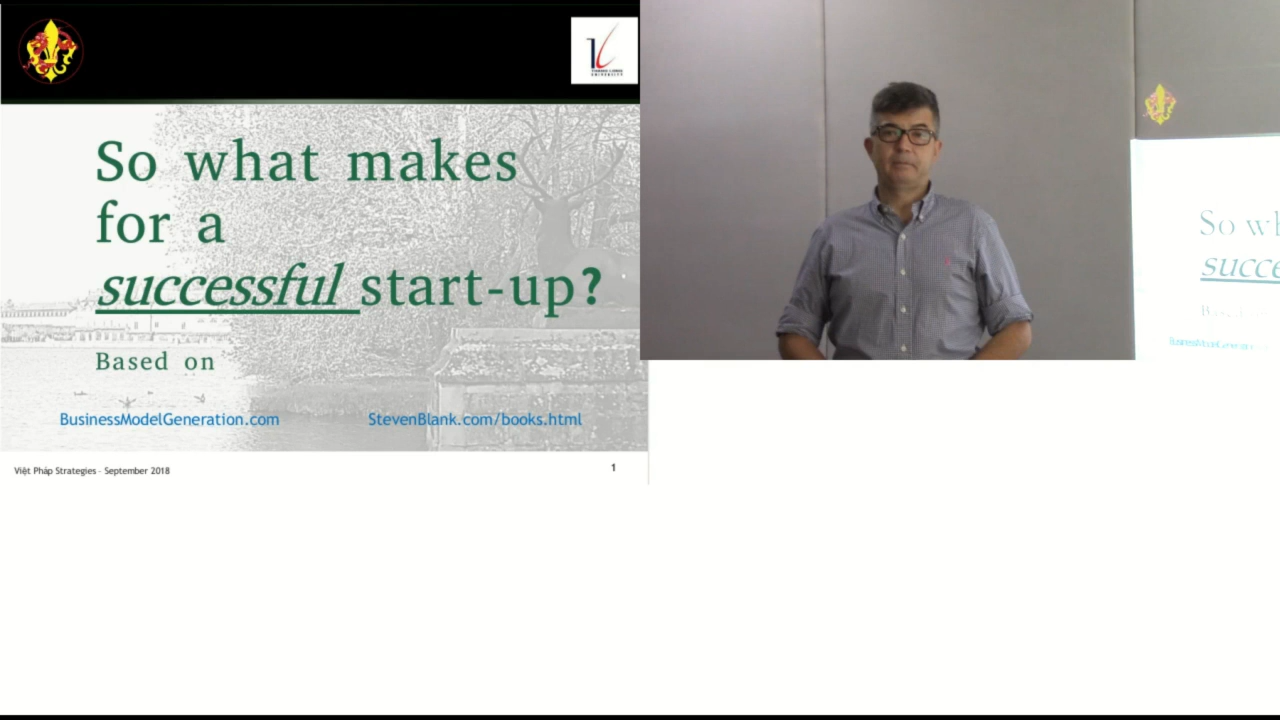 So what makes
for a
successful start-up?
Based on
BusinessModelGeneration.com
StevenBlank.com/books.html
Việt Pháp Strategies - September 2018
1
So wh
succe